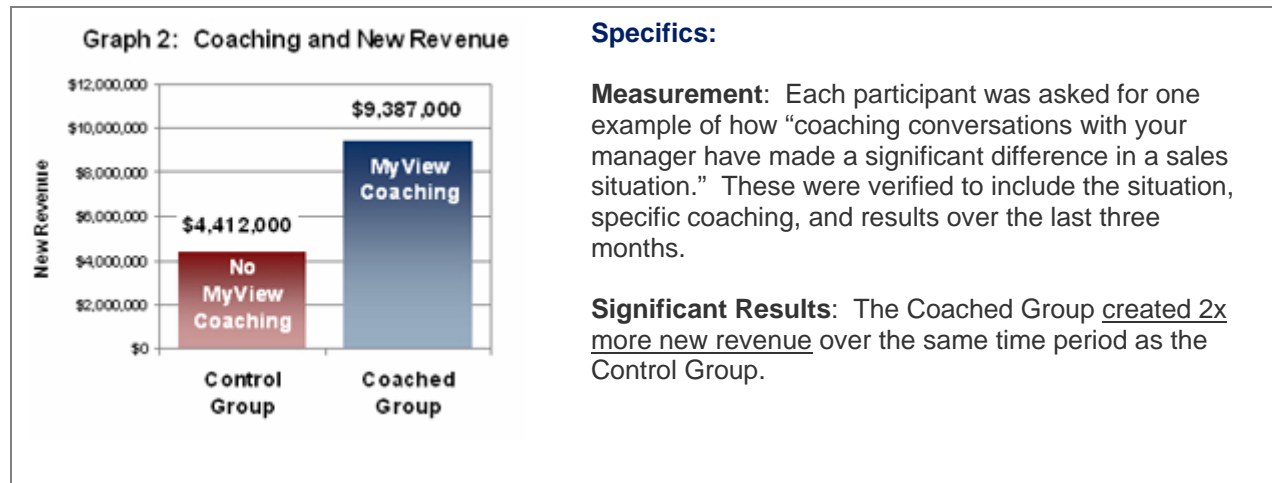 Graph 2: Coaching and New Revenue
$12,000,000
$10,000,000
$8,000,000
$6,000,000
$4,000,000
$2,000,000
$0
New Revenue
$4,412,000
No
MyView
Coaching
$9,387,000
MyView
Coaching
Control
Group
Coached
Group
Specifics:
Measurement: Each participant was asked for one
example of how “coaching conversations with your
manager have made a significant difference in a sales
situation.” These were verified to include the situation,
specific coaching, and results over the last three
months.
Significant Results: The Coached Group created 2x
more new revenue over the same time period as the
Control Group.